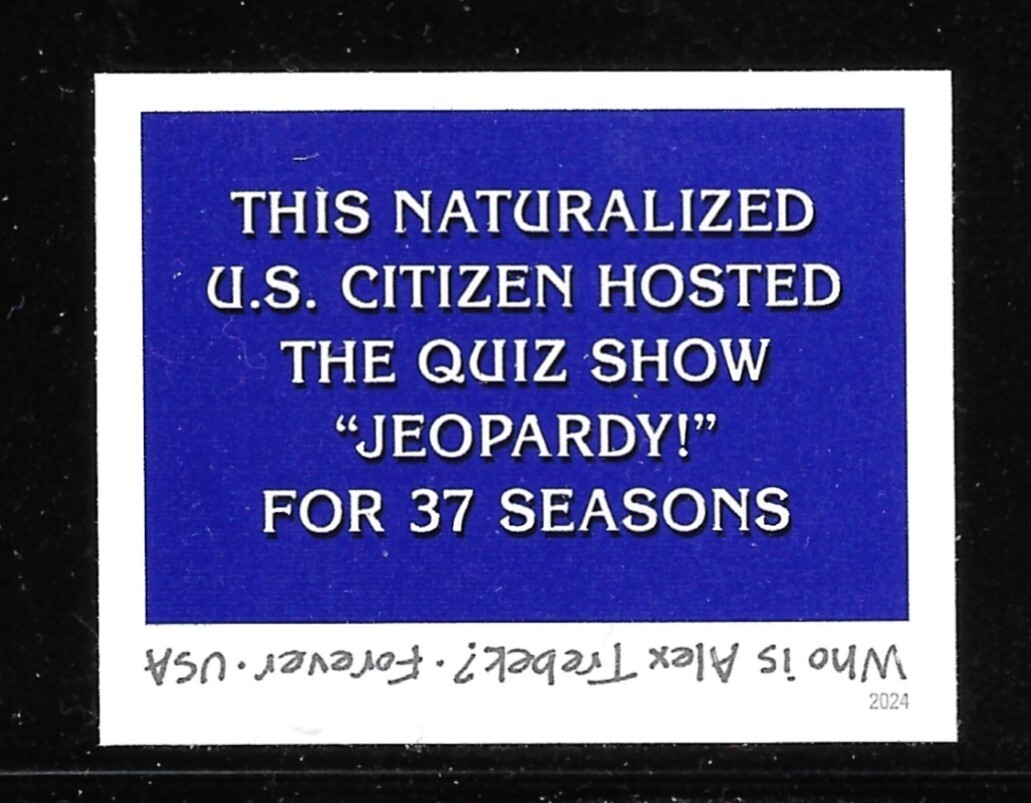 THIS NATURALIZED
U.S. CITIZEN HOSTED
THE QUIZ SHOW
“JEOPARDY!”
FOR 37 SEASONS
Who is Alex Trebek? · Forever · USA
2024